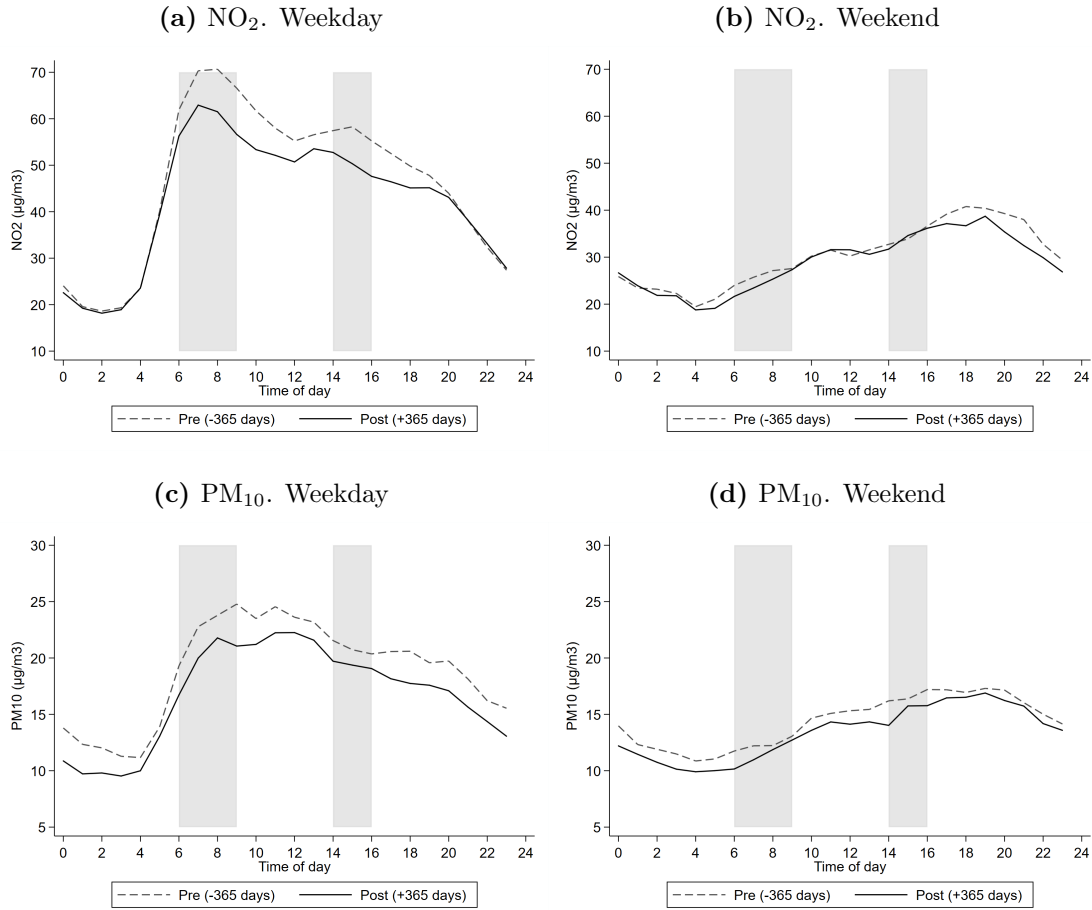 (a) NO₂. Weekday
70
60
50
40
30
20
10
NO2 (µg/m3)
0 2 4 6 8 10 12 14 16 18 20 22 24
Time of day
Pre (-365 days) Post (+365 days)
(b) NO₂. Weekend
70
60
50
40
30
20
10
NO2 (µg/m3)
0 2 4 6 8 10 12 14 16 18 20 22 24
Time of day
Pre (-365 days) Post (+365 days)
(c) PM₁₀. Weekday
30
25
20
15
10
5
PM10 (µg/m3)
0 2 4 6 8 10 12 14 16 18 20 22 24
Time of day
Pre (-365 days) Post (+365 days)
(d) PM₁₀. Weekend
30
25
20
15
10
5
PM10 (µg/m3)
0 2 4 6 8 10 12 14 16 18 20 22 24
Time of day
Pre (-365 days) Post (+365 days)